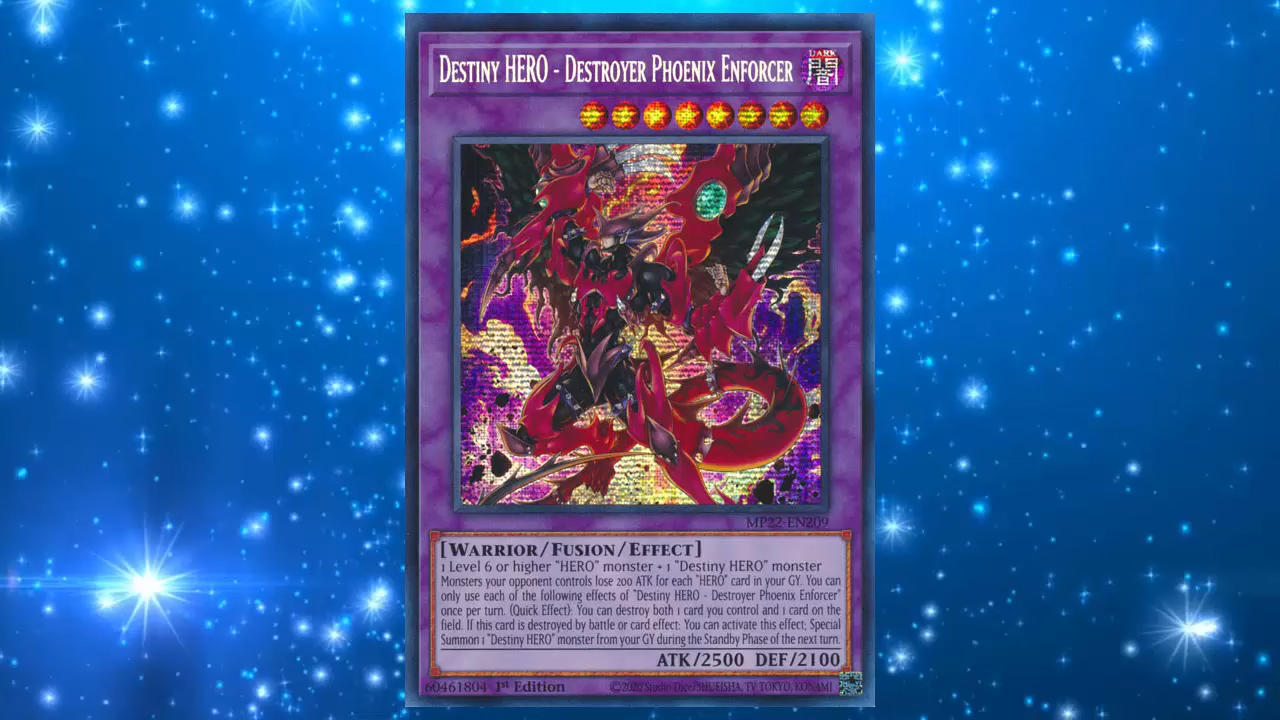 DESTINY HERO - DESTROYER PHOENIX ENFORCER
DARK
闇
MP22-EN209
[WARRIOR/FUSION/EFFECT]
1 Level 6 or higher "HERO" monster + 1 "Destiny HERO" monster
Monsters your opponent controls lose 200 ATK for each "HERO" card in your GY. You can
only use each of the following effects of "Destiny HERO - Destroyer Phoenix Enforcer"
once per turn. (Quick Effect): You can destroy both 1 card you control and 1 card on the
field. If this card is destroyed by battle or card effect: You can activate this effect; Special
Summon 1 "Destiny HERO" monster from your GY during the Standby Phase of the next turn.
ATK/2500 DEF/2100
60461804 1st Edition ©2020 Studio Dice/SHUEISHA, TV TOKYO, KONAMI